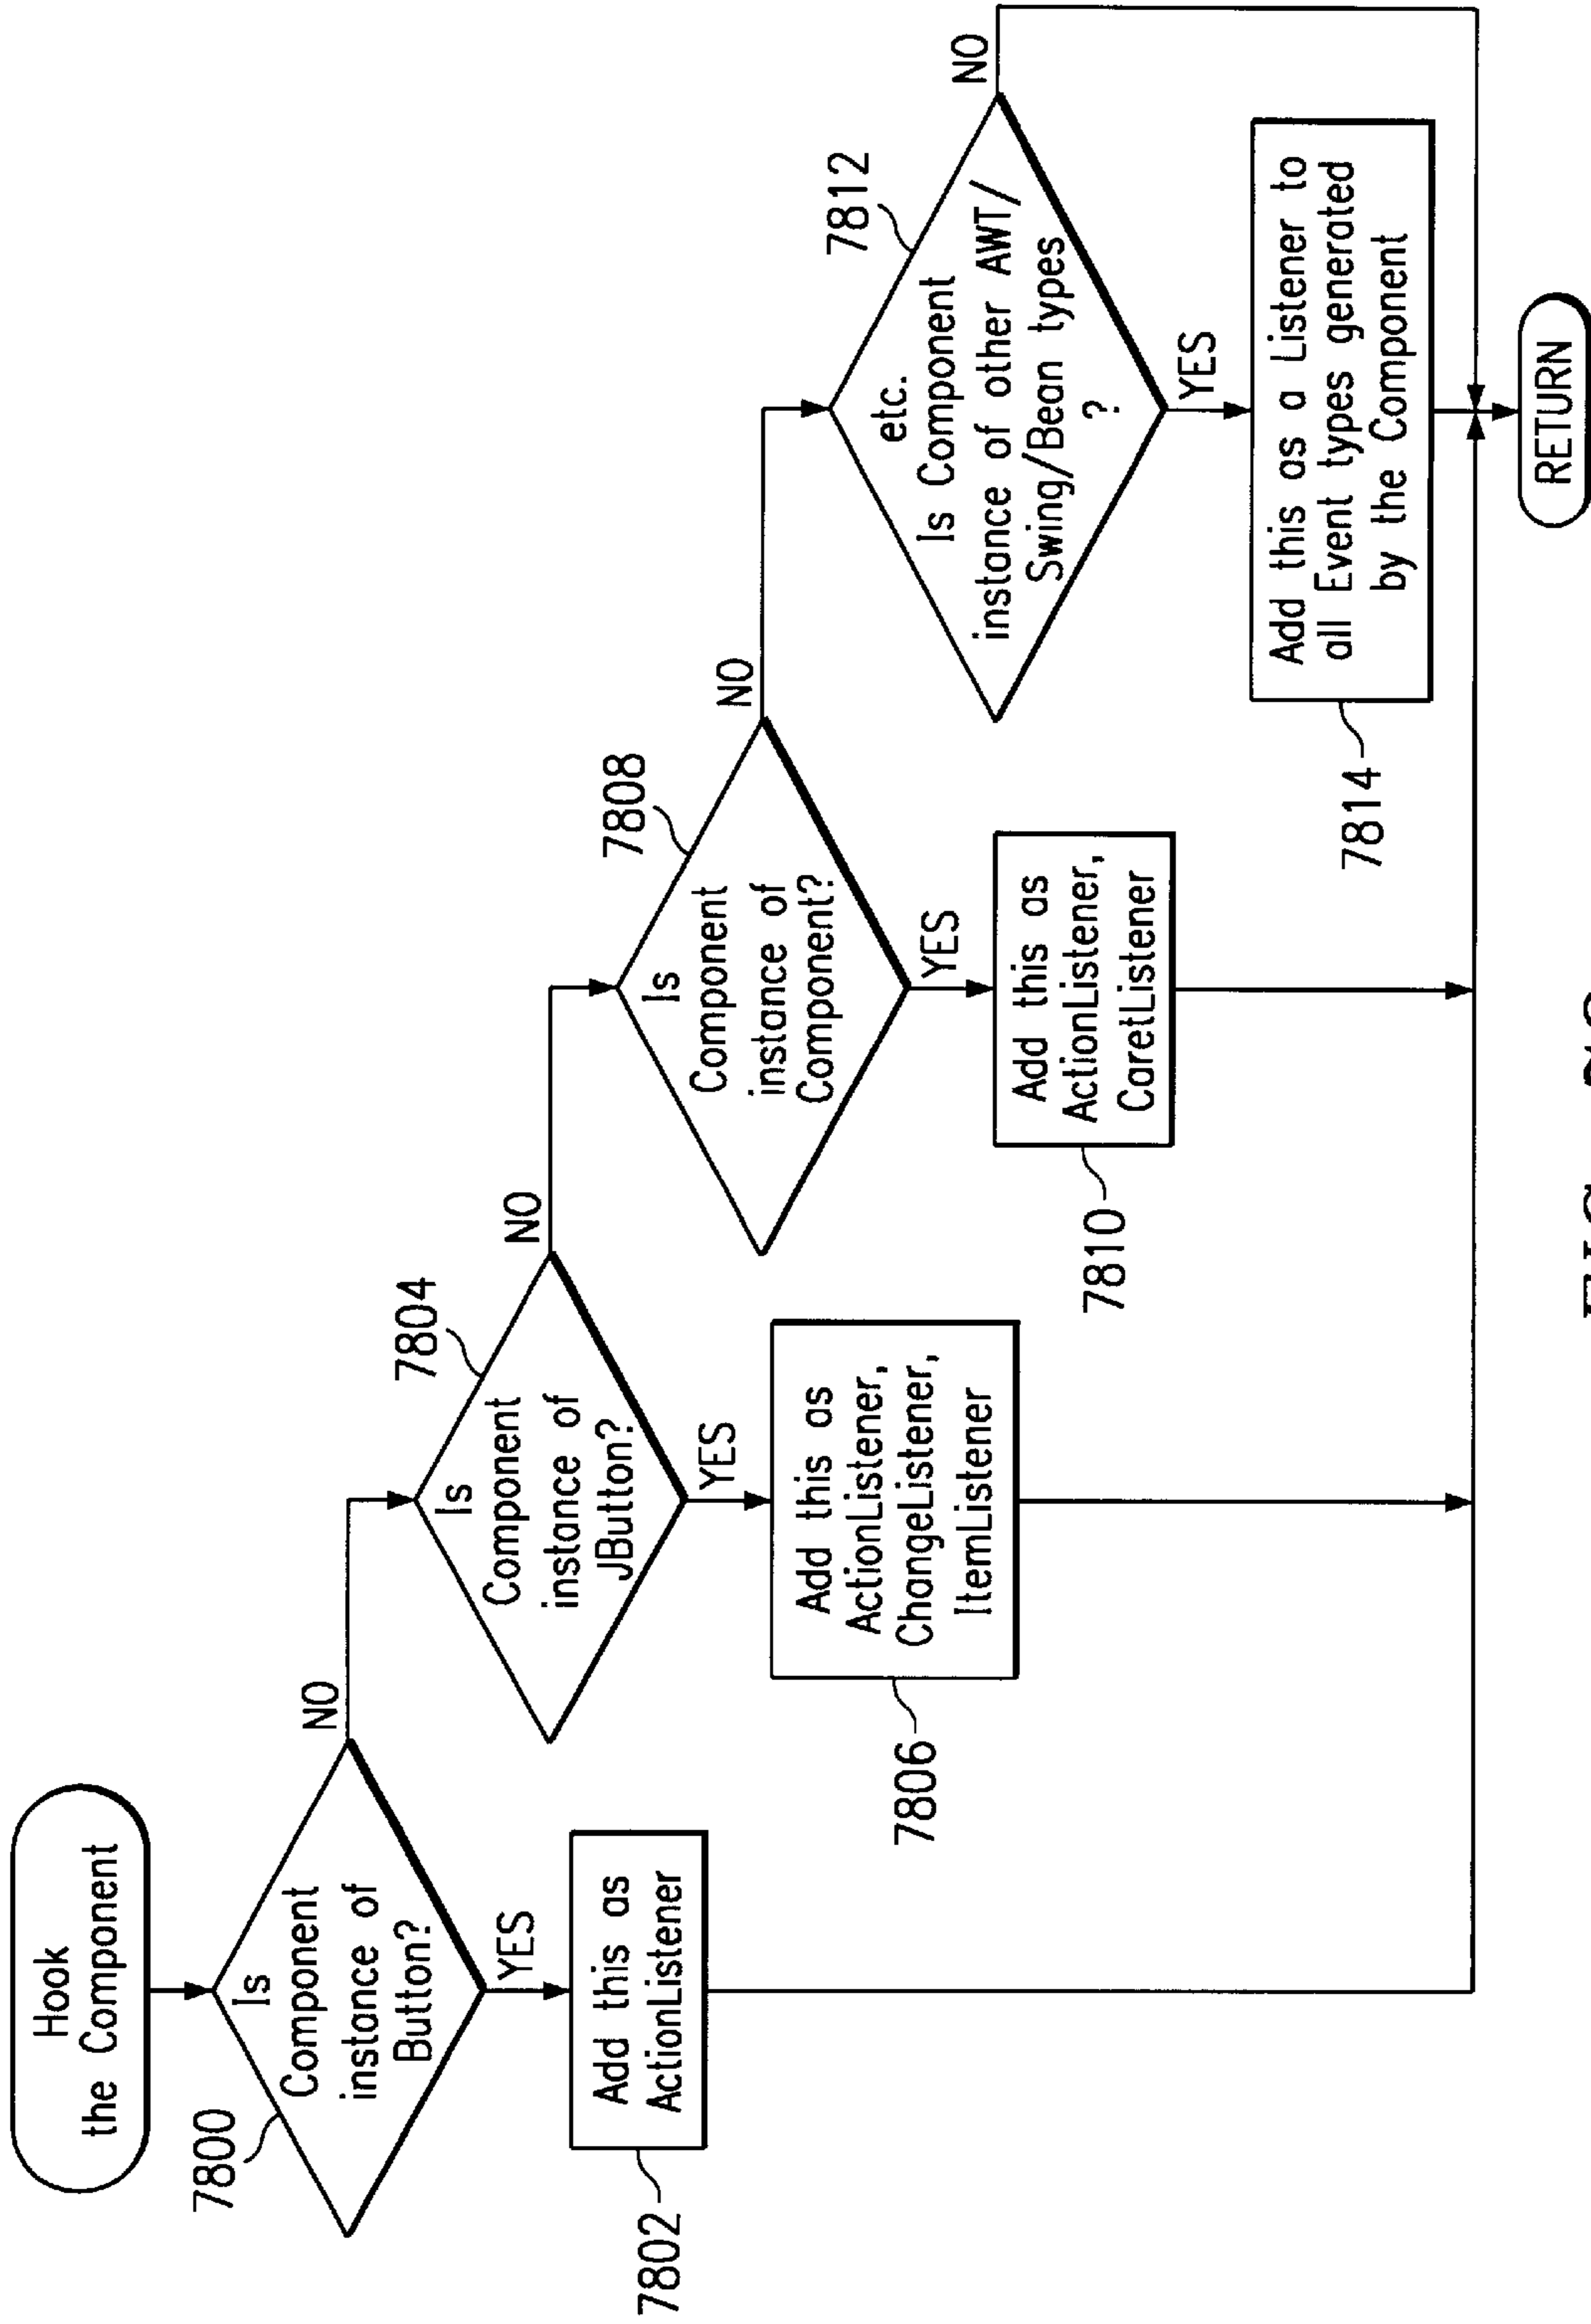 Hook
the Component
7800
Is
Component
instance of
Button?
NO
YES
7802
Add this as
ActionListener
7804
Is
Component
instance of
JButton?
NO
YES
7806
Add this as
ActionListener,
ChangeListener,
ItemListener
7808
Is
Component
instance of
Component?
NO
YES
7810
Add this as
ActionListener,
CaretListener
7812
etc.
Is Component
instance of other AWT/
Swing/Bean types
?
NO
YES
7814
Add this as a Listener to
all Event types generated
by the Component
RETURN